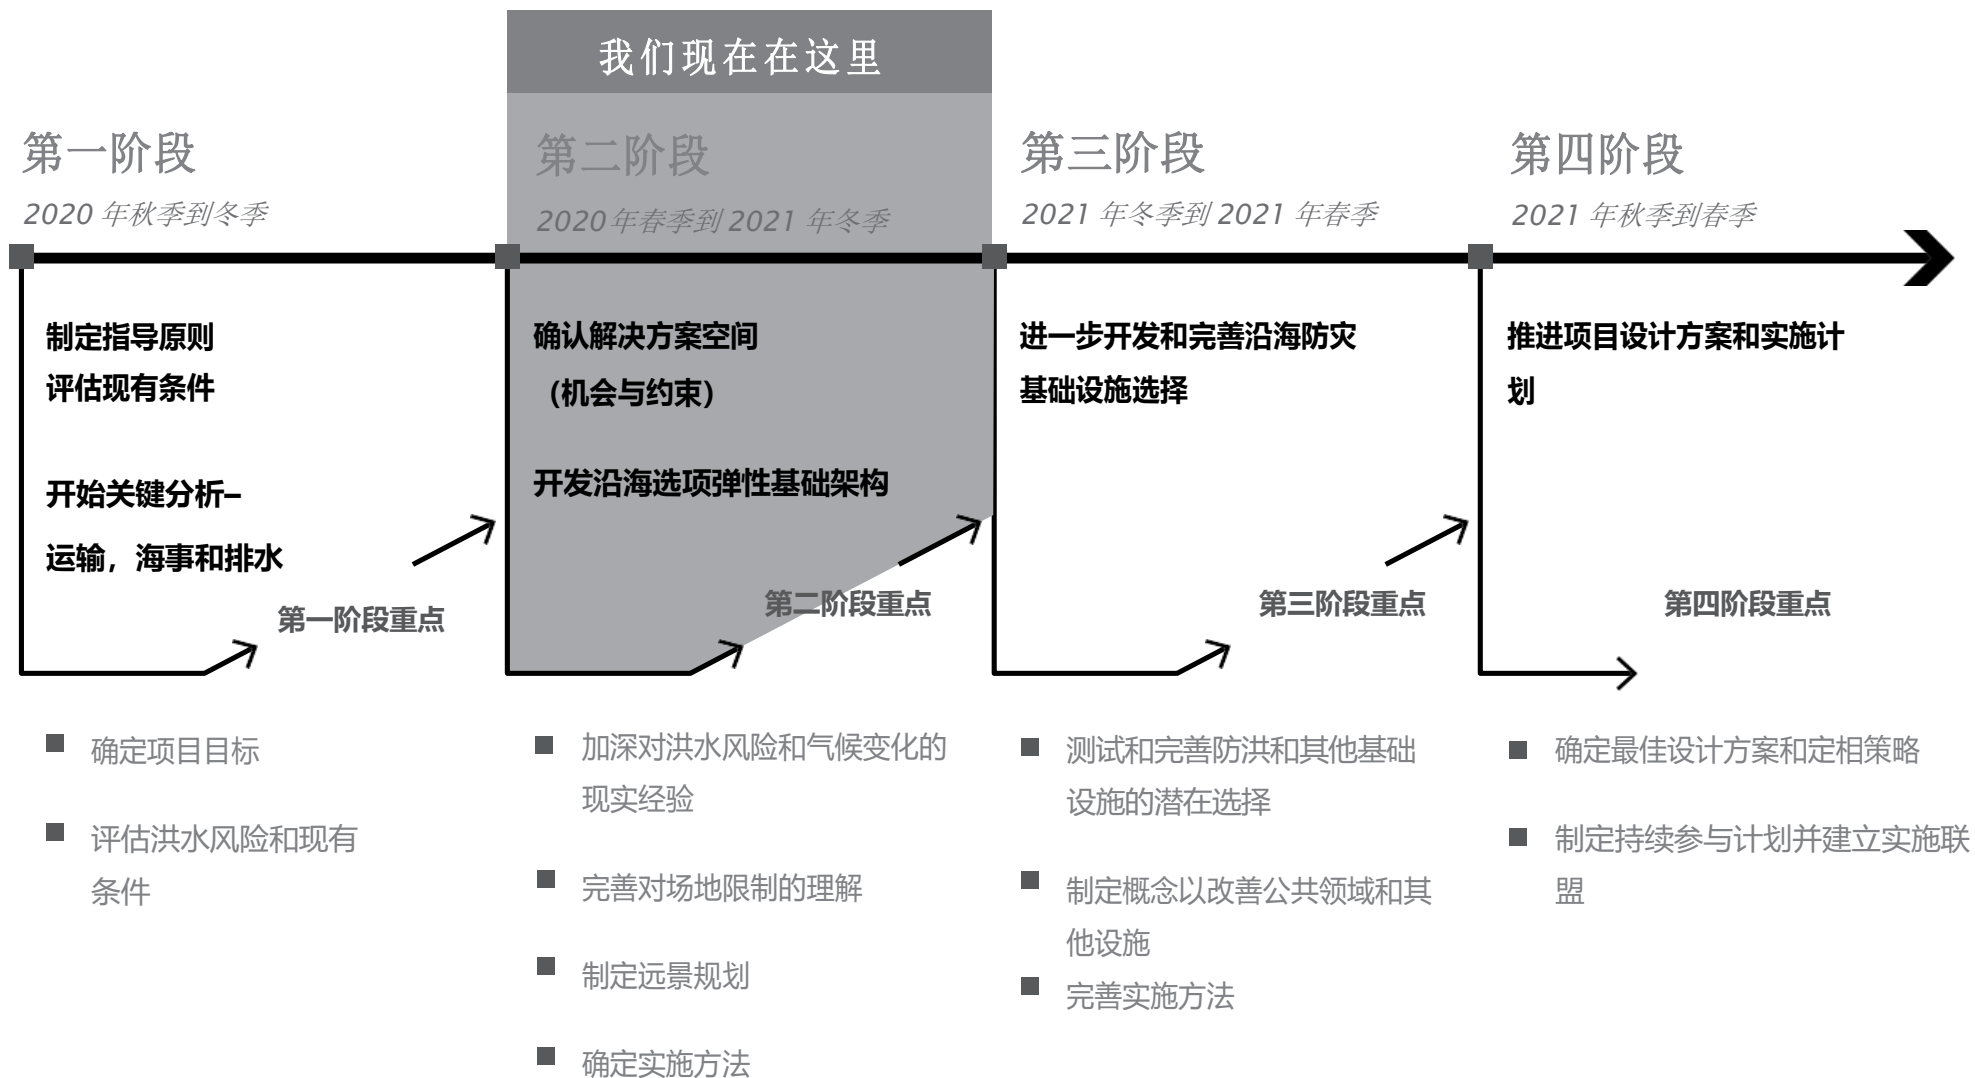 我们现在在这里
第一阶段
2020 年秋季到冬季
制定指导原则
评估现有条件
开始关键分析–
运输，海事和排水
第一阶段重点
确定项目目标
评估洪水风险和现有
条件
第二阶段
2020年春季到 2021 年冬季
确认解决方案空间
（机会与约束）
开发沿海选项弹性基础架构
第二阶段重点
加深对洪水风险和气候变化的
现实经验
完善对场地限制的理解
制定远景规划
确定实施方法
第三阶段
2021 年冬季到 2021 年春季
进一步开发和完善沿海防灾
基础设施选择
第三阶段重点
测试和完善防洪和其他基础
设施的潜在选择
制定概念以改善公共领域和其
他设施
完善实施方法
第四阶段
2021 年秋季到春季
推进项目设计方案和实施计
划
第四阶段重点
确定最佳设计方案和定相策略
制定持续参与计划并建立实施联
盟